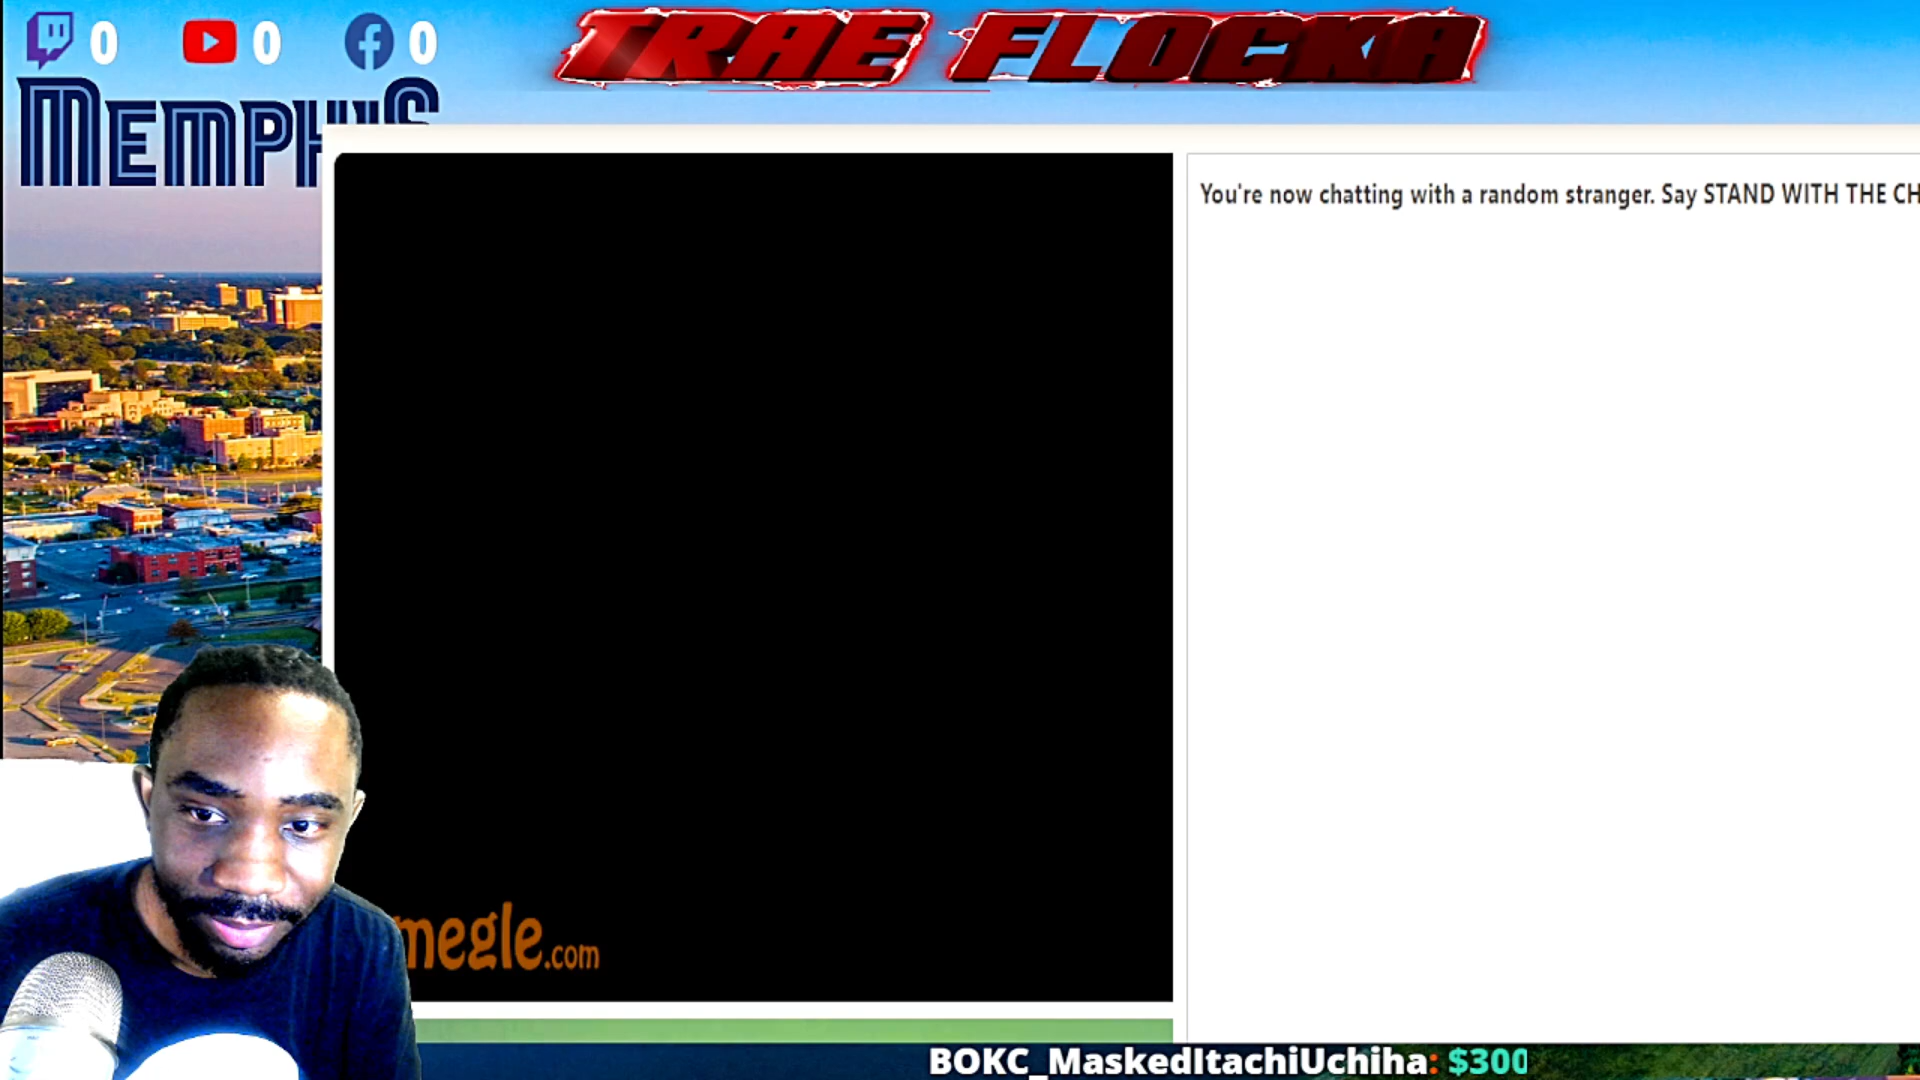 0 0 0
TRAE FLOCKA
MEMPHIS
You're now chatting with a random stranger. Say STAND WITH THE CH
megle.com
BOKC_MaskedItachiUchiha: $300